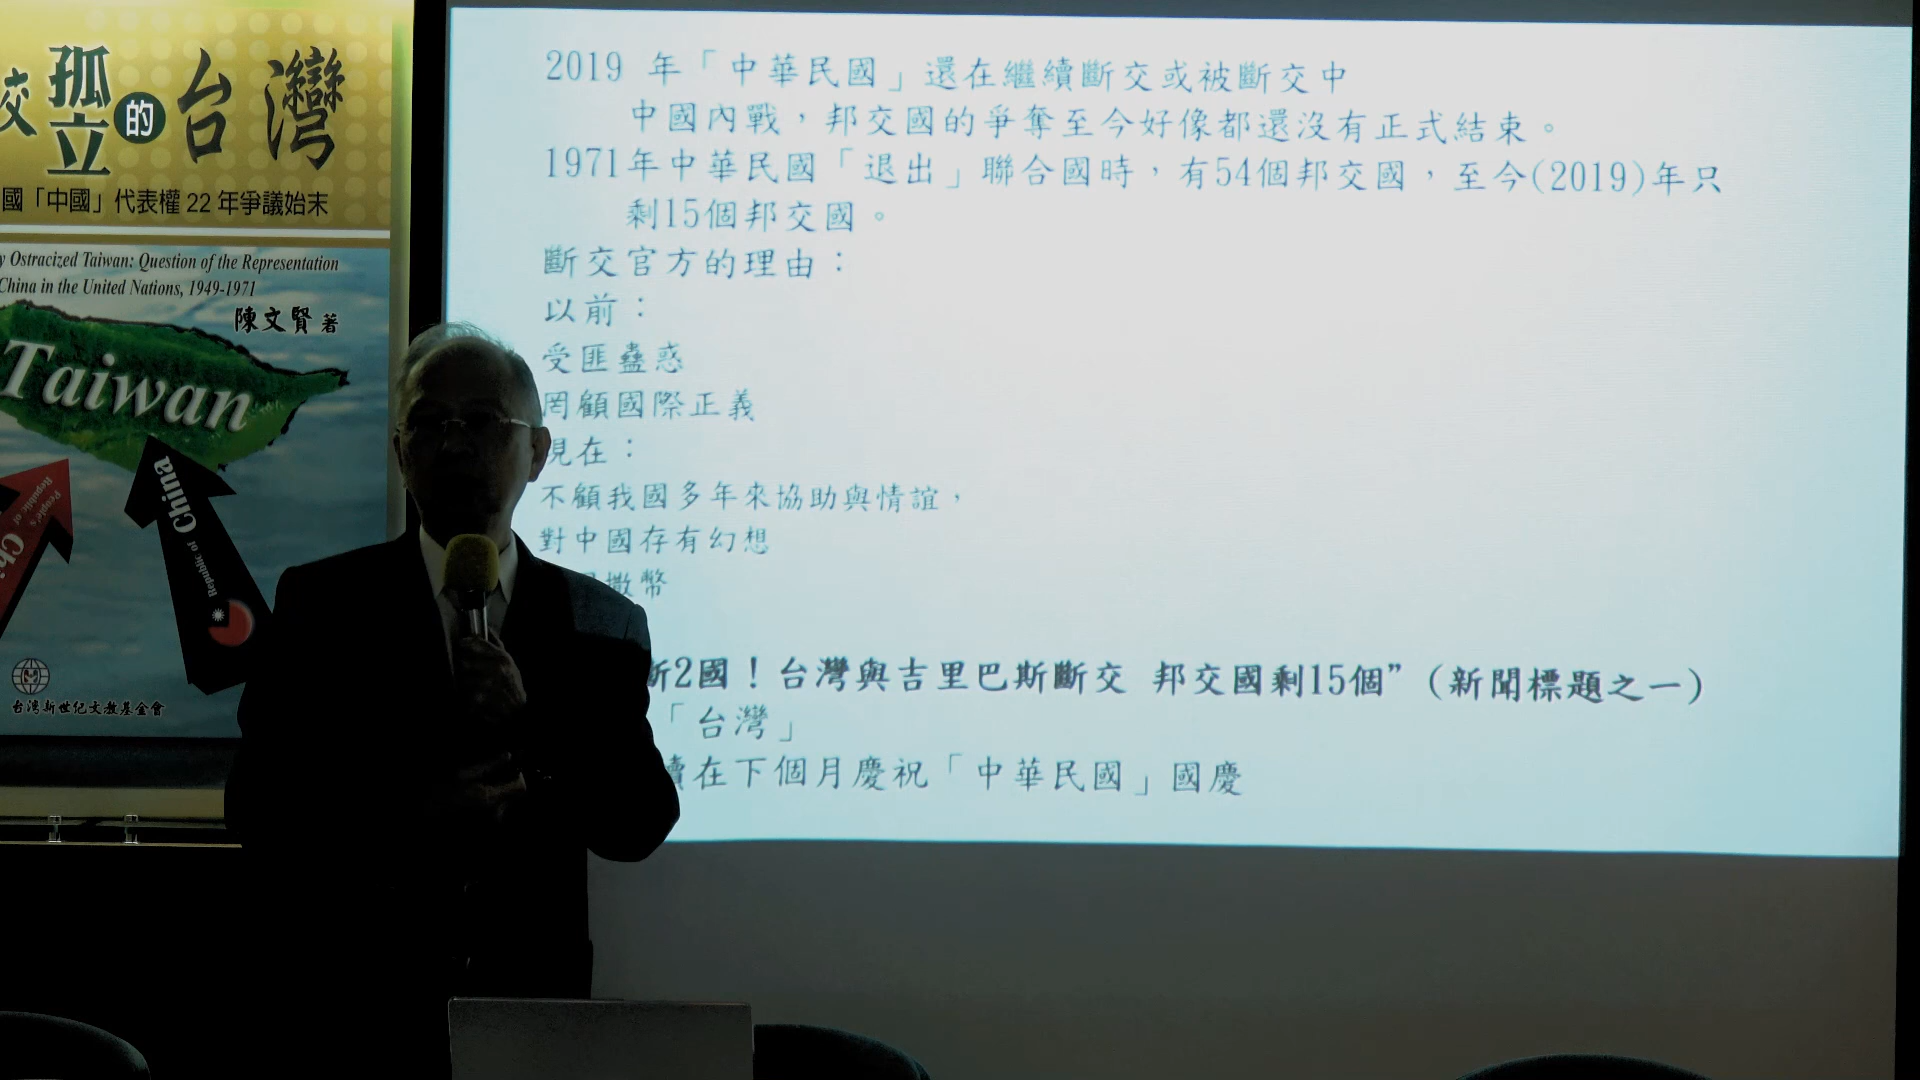 交孤立的台灣
國「中國」代表權 22 年爭議始末
y Ostracized Taiwan: Question of the Representation
China in the United Nations, 1949-1971
陳文賢 著
Taiwan
People's Republic of Chi
Republic of China
台灣新世紀文教基金會
2019 年「中華民國」還在繼續斷交或被斷交中
中國內戰，邦交國的爭奪至今好像都還沒有正式結束。
1971年中華民國「退出」聯合國時，有54個邦交國，至今(2019)年只
剩15個邦交國。
斷交官方的理由：
以前：
受匪蠱惑
罔顧國際正義
現在：
不顧我國多年來協助與情誼，
對中國存有幻想
撒幣
斷2國！台灣與吉里巴斯斷交 邦交國剩15個”(新聞標題之一)
「台灣」
續在下個月慶祝「中華民國」國慶